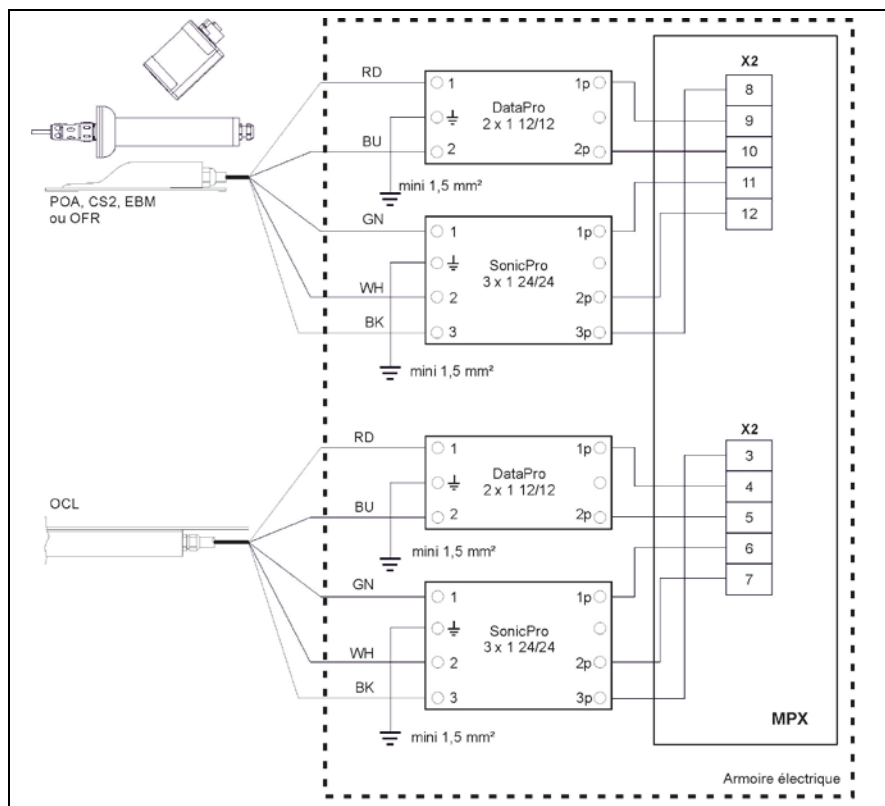 X2
RD
1
1p
8
DataPro
2 x 1 12/12
9
BU
2
2p
10
mini 1,5 mm²
11
POA, CS2, EBM
ou OFR
GN
1
1p
12
SonicPro
3 x 1 24/24
WH
2
2p
BK
3
3p
mini 1,5 mm²
X2
RD
1
1p
3
DataPro
2 x 1 12/12
4
OCL
BU
2
2p
5
mini 1,5 mm²
6
GN
1
1p
7
SonicPro
3 x 1 24/24
WH
2
2p
BK
3
3p
MPX
mini 1,5 mm²
Armoire électrique